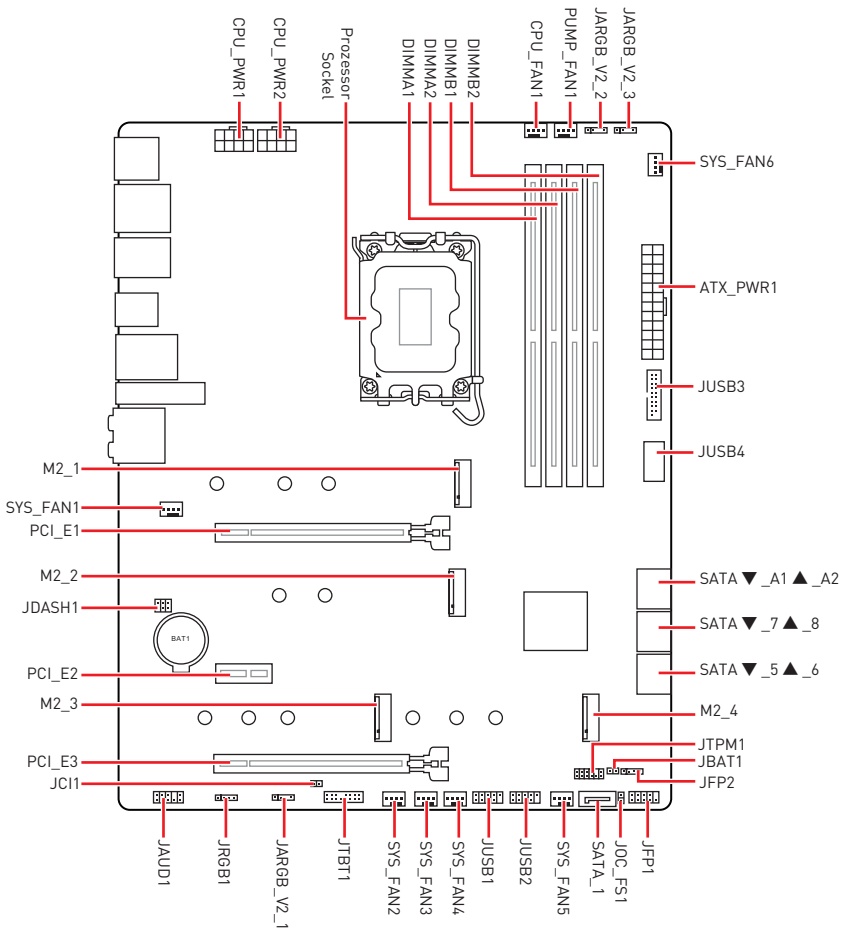 CPU_PWR1
CPU_PWR2
Prozessor
Sockel
DIMMA1
DIMMA2
DIMMB1
DIMMB2
CPU_FAN1
PUMP_FAN1
JARGB_V2_2
JARGB_V2_3
SYS_FAN6
ATX_PWR1
JUSB3
JUSB4
M2_1
SYS_FAN1
PCI_E1
M2_2
JDASH1
BAT1
PCI_E2
M2_3
PCI_E3
JCI1
SATA ▼ _A1 ▲ _A2
SATA ▼ _7 ▲ _8
SATA ▼ _5 ▲ _6
M2_4
JTPM1
JBAT1
JFP2
JAUD1
JRGB1
JARGB_V2_1
JTBT1
SYS_FAN2
SYS_FAN3
SYS_FAN4
JUSB1
JUSB2
SYS_FAN5
SATA_1
JOC_FS1
JFP1